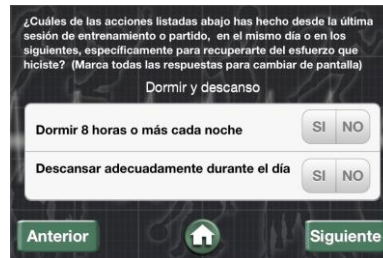 ¿Cuáles de las acciones listadas abajo has hecho desde la última
sesión de entrenamiento o partido, en el mismo día o en los
siguientes, específicamente para recuperarte del esfuerzo que
hiciste? (Marca todas las respuestas para cambiar de pantalla)
Dormir y descanso
Dormir 8 horas o más cada noche SI NO
Descansar adecuadamente durante el día SI NO
Anterior Siguiente